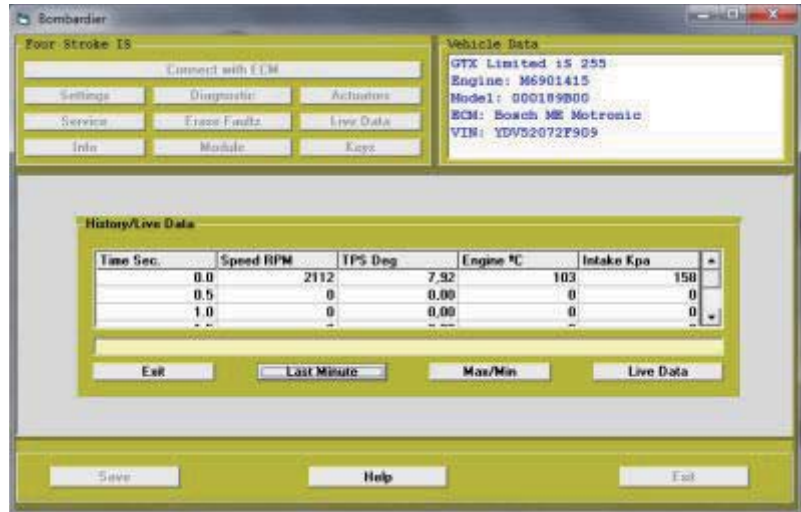 Bombardier
Four Stroke IS
Connect with ECM
Settings Diagnostic Actuators
Service Erase Faultz Live Data
Info Module Keys
Vehicle Data
GTX Limited iS 255
Engine: M6901415
Model: 000189B00
ECM: Bosch ME Motronic
VIN: YDV52072F909
History/Live Data
Time Sec. Speed RPM TPS Deg Engine ºC Intake Kpa
0.0 2112 7,92 103 158
0.5 0 0.00 0 0
1.0 0 0,00 0 0
Exit Last Minute Max/Min Live Data
Save Help Exit